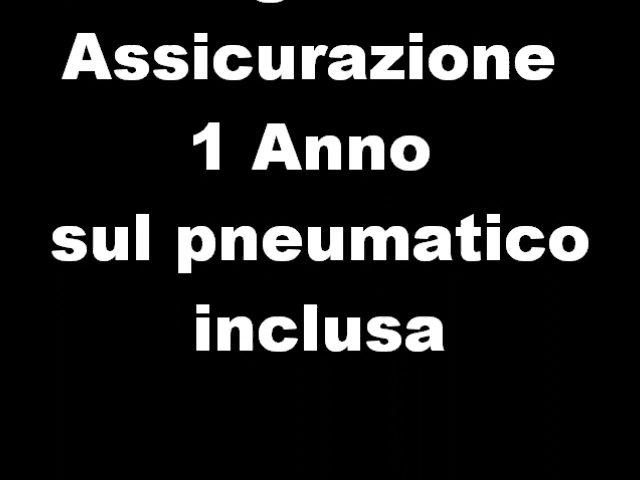 Assicurazione
1 Anno
sul pneumatico
inclusa